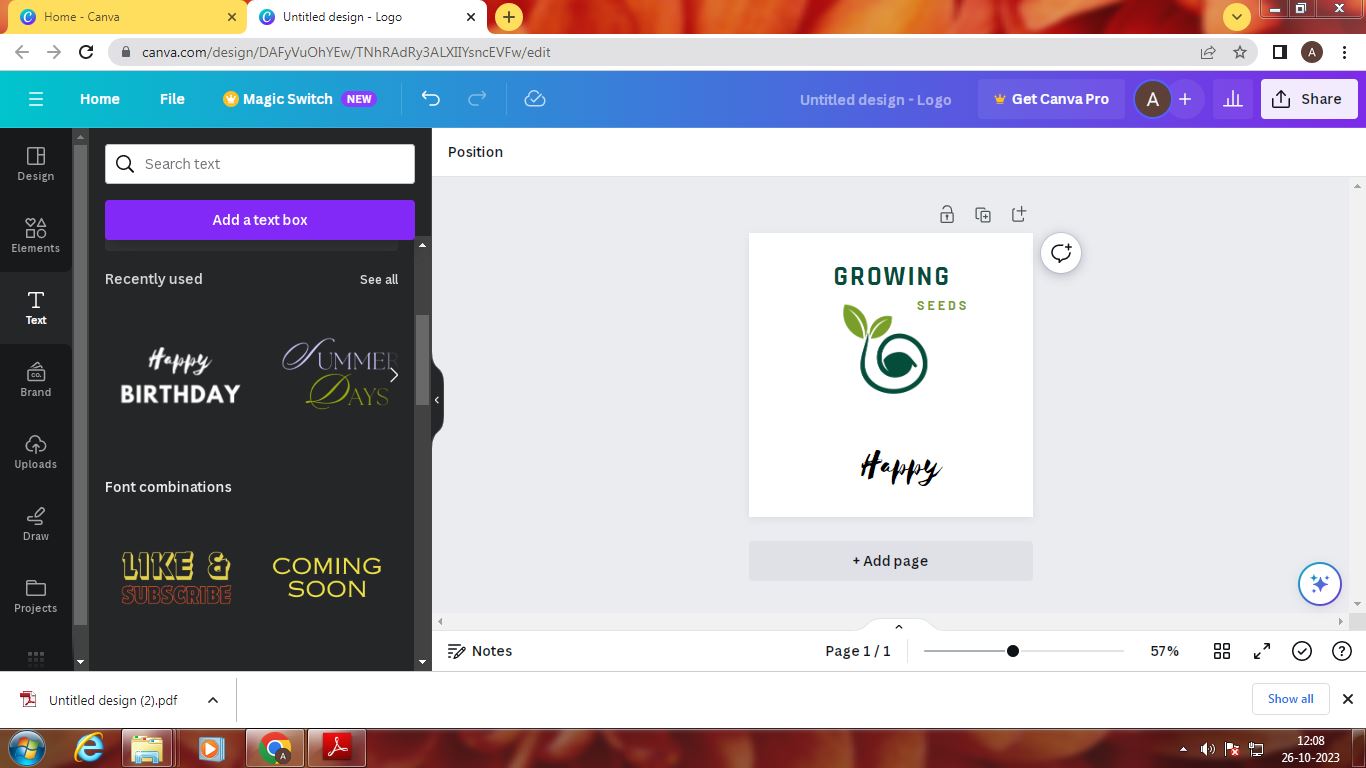 Home - Canva
Untitled design - Logo
canva.com/design/DAFyVuOhYEw/TNhRAdRy3ALXIIYsncEVFw/edit
A
Home
File
Magic Switch
NEW
Untitled design - Logo
Get Canva Pro
A
Share
Design
Elements
Text
Brand
CO.
Uploads
Draw
Projects
Search text
Add a text box
Recently used
See all
Happy
BIRTHDAY
SUMMER
DAYS
Font combinations
LIKE &
SUBSCRIBE
COMING
SOON
Position
GROWING
SEEDS
Happy
+ Add page
Notes
Page 1 / 1
57%
Untitled design (2).pdf
Show all
A
12:08
26-10-2023